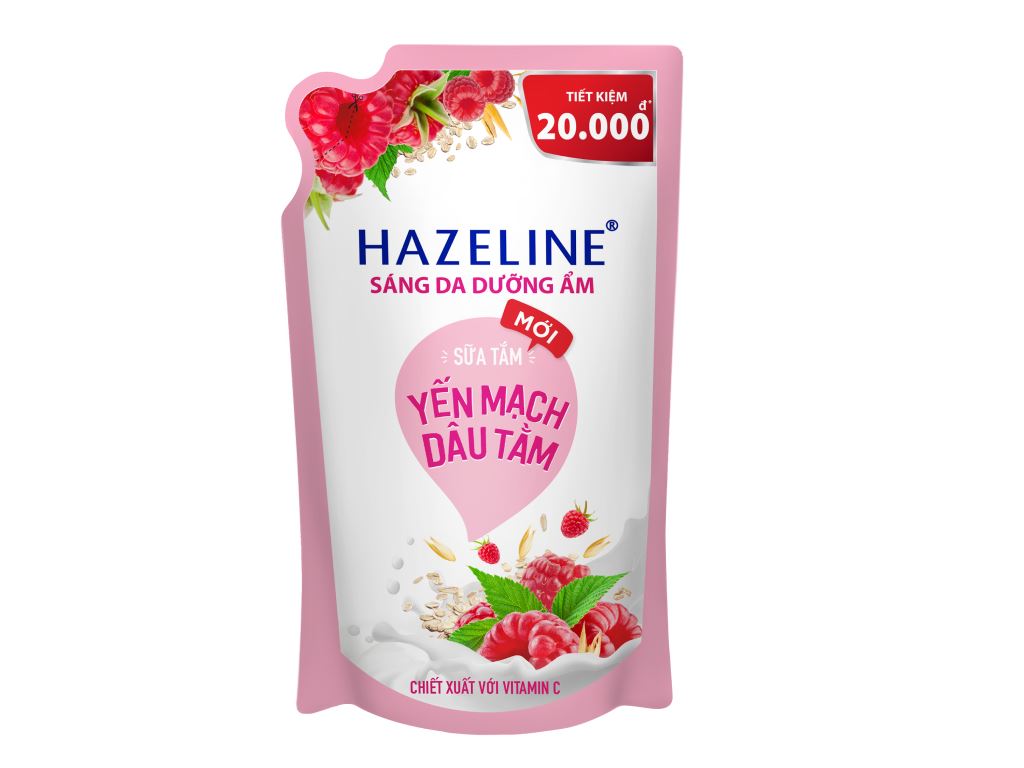 TIẾT KIỆM
20.000đ*
HAZELINE®
SÁNG DA DƯỠNG ẨM
MỚI
SỮA TẮM
YẾN MẠCH
DÂU TẰM
CHIẾT XUẤT VỚI VITAMIN C